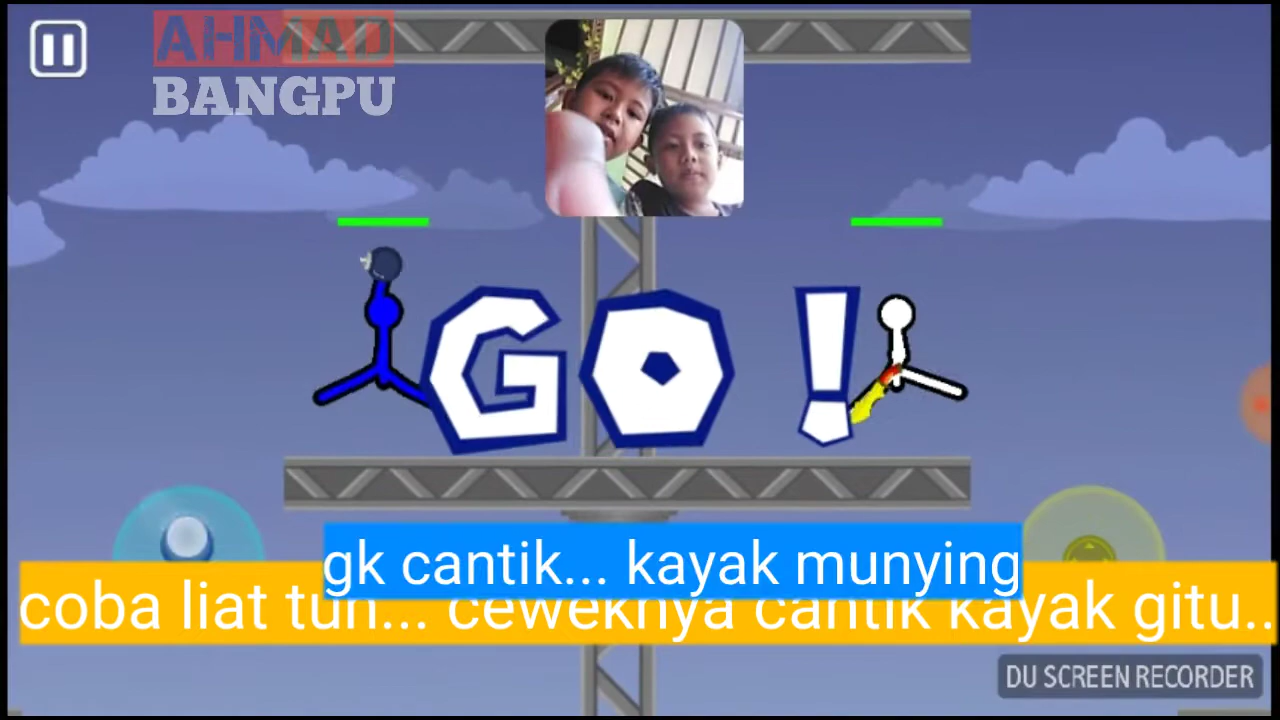 AHMAD
BANGPU
GO!
gk cantik... kayak munying
coba liat tuh... ceweknya cantik kayak gitu..
DU SCREEN RECORDER